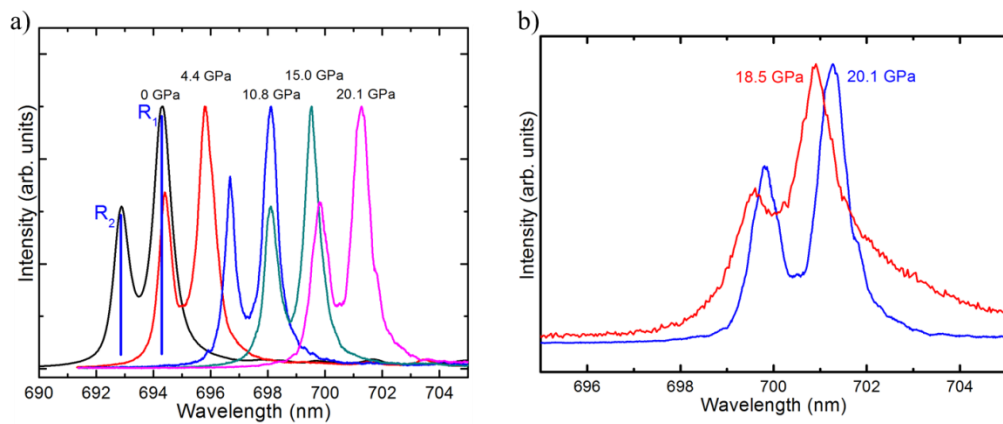 a)
4.4 GPa
15.0 GPa
0 GPa
10.8 GPa
20.1 GPa
R1
R2
Intensity (arb. units)
690 692 694 696 698 700 702 704
Wavelength (nm)
b)
18.5 GPa
20.1 GPa
Intensity (arb. units)
696 698 700 702 704
Wavelength (nm)